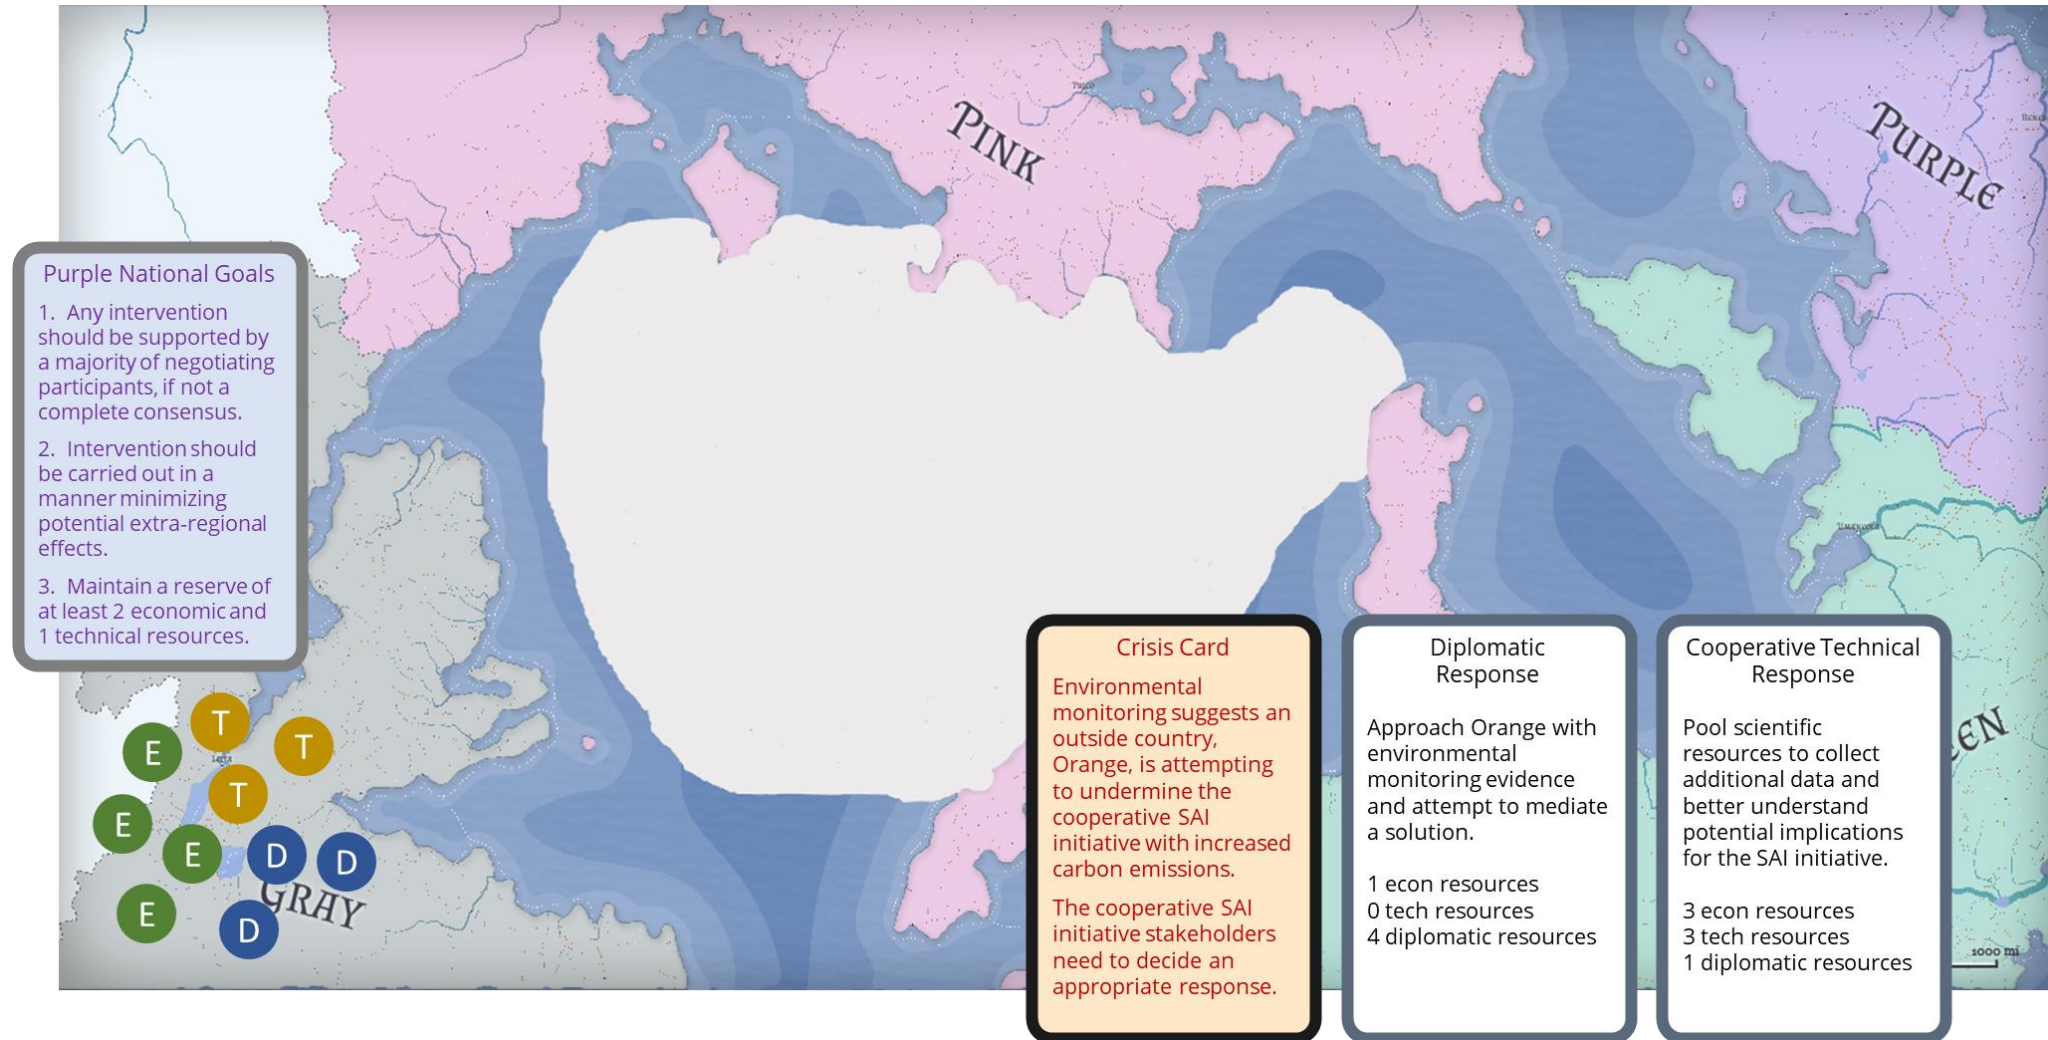 PINK
PURPLE
Purple National Goals
1. Any intervention
should be supported by
a majority of negotiating
participants, if not a
complete consensus.
2. Intervention should
be carried out in a
manner minimizing
potential extra-regional
effects.
3. Maintain a reserve of
at least 2 economic and
1 technical resources.
T
E
T
T
E
E
D
D
E
D
GRAY
Crisis Card
Environmental
monitoring suggests an
outside country,
Orange, is attempting
to undermine the
cooperative SAI
initiative with increased
carbon emissions.
The cooperative SAI
initiative stakeholders
need to decide an
appropriate response.
Diplomatic
Response
Approach Orange with
environmental
monitoring evidence
and attempt to mediate
a solution.
1 econ resources
0 tech resources
4 diplomatic resources
Cooperative Technical
Response
Pool scientific
resources to collect
additional data and
better understand
potential implications
for the SAI initiative.
3 econ resources
3 tech resources
1 diplomatic resources
EEN
1000 mi